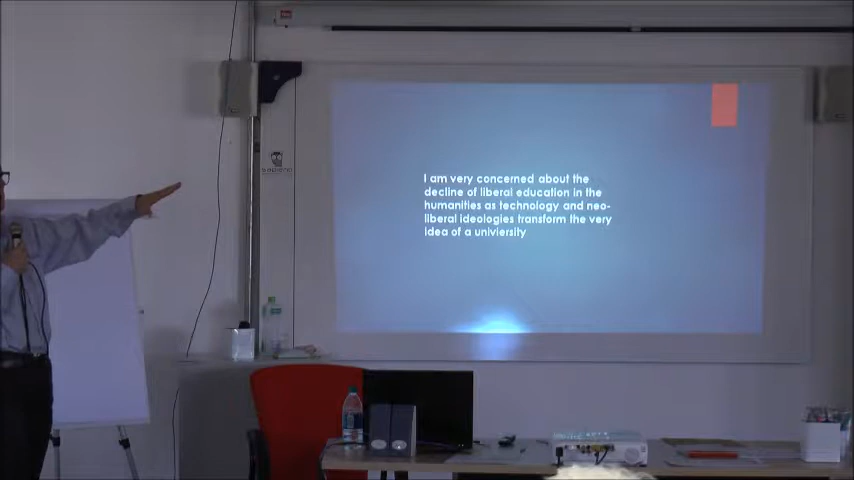 sapiens
I am very concerned about the
decline of liberal education in the
humanities as technology and neo-
liberal ideologies transform the very
idea of a univiersity